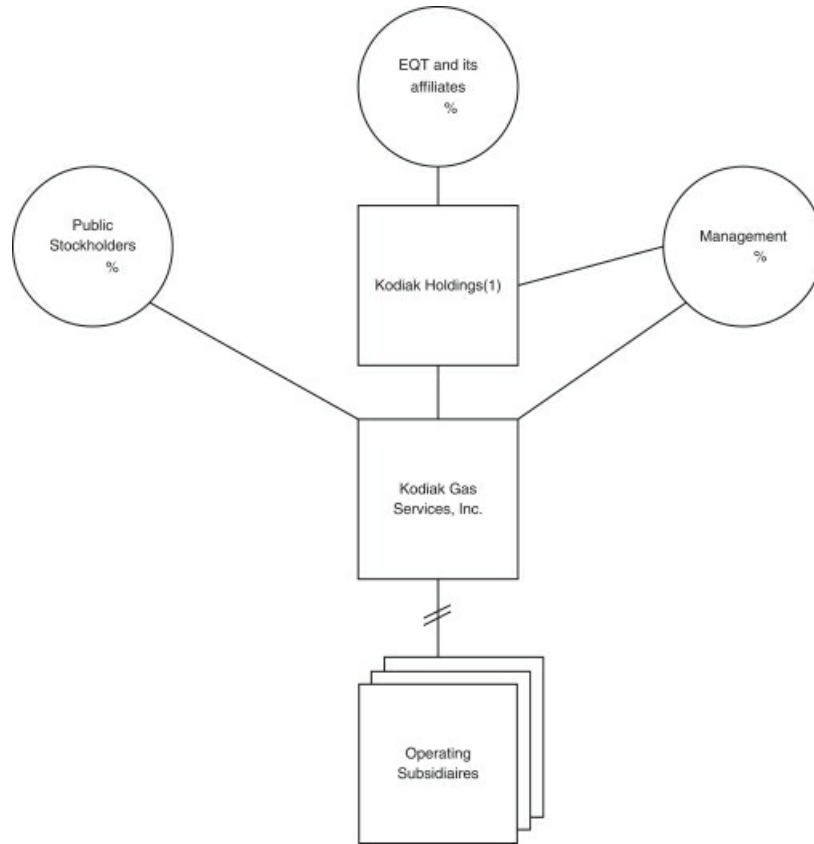 EQT and its
affiliates
%
Public
Stockholders
%
Management
%
Kodiak Holdings(1)
Kodiak Gas
Services, Inc.
Operating
Subsidiaires